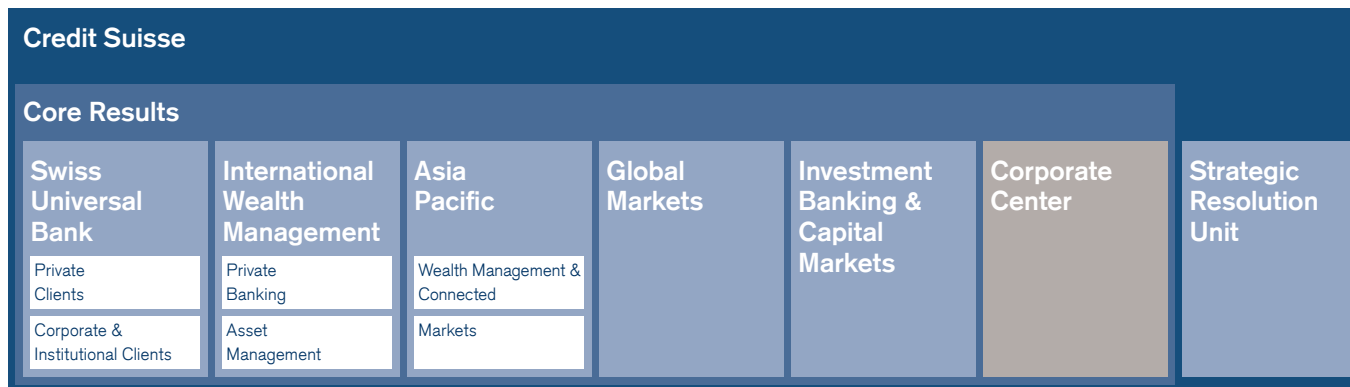 Credit Suisse
Core Results
Swiss
Universal
Bank
Private
Clients
Corporate &
Institutional Clients
International
Wealth
Management
Private
Banking
Asset
Management
Asia
Pacific
Wealth Management &
Connected
Markets
Global
Markets
Investment
Banking &
Capital
Markets
Corporate
Center
Strategic
Resolution
Unit